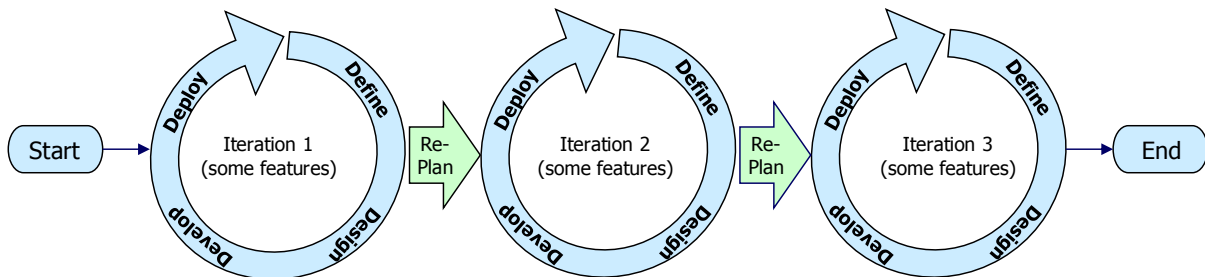 Start
Deploy
Define
Iteration 1
(some features)
Develop
Design
Re-
Plan
Deploy
Define
Iteration 2
(some features)
Develop
Design
Re-
Plan
Deploy
Define
Iteration 3
(some features)
Develop
Design
End